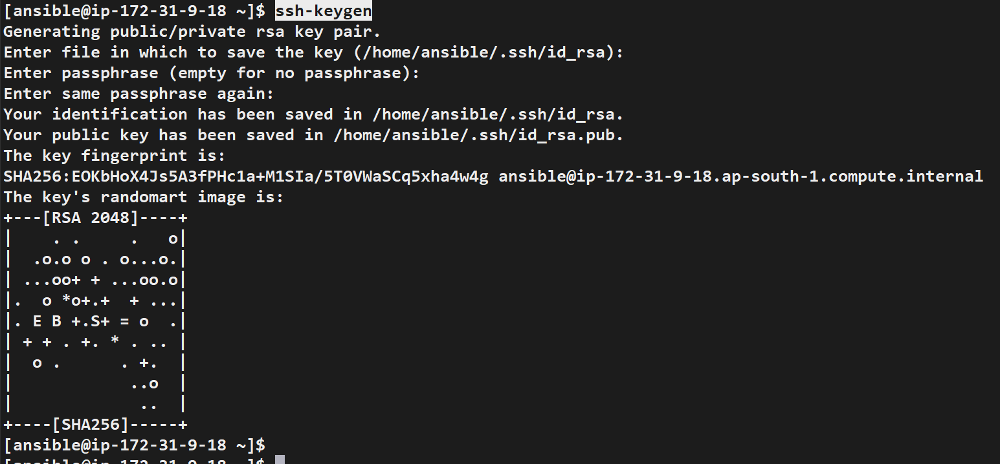 [ansible@ip-172-31-9-18 ~]$ ssh-keygen
Generating public/private rsa key pair.
Enter file in which to save the key (/home/ansible/.ssh/id_rsa):
Enter passphrase (empty for no passphrase):
Enter same passphrase again:
Your identification has been saved in /home/ansible/.ssh/id_rsa.
Your public key has been saved in /home/ansible/.ssh/id_rsa.pub.
The key fingerprint is:
SHA256:EOKbHoX4Js5A3fPHc1a+M1SIa/5T0VWaSCq5xha4w4g ansible@ip-172-31-9-18.ap-south-1.compute.internal
The key's randomart image is:
+---[RSA 2048]----+
|    . .     .   o|
|  .o.o o . o...o.|
| ...oo+ + ...oo.o|
|.  o *o+.+  + ...|
|. E B +.S+ = o  .|
| + + . +. * . .. |
|  o .      . +.  |
|            ..o  |
|             ..  |
+----[SHA256]-----+
[ansible@ip-172-31-9-18 ~]$
[ansible@ip-172-31-9-18 ~]$